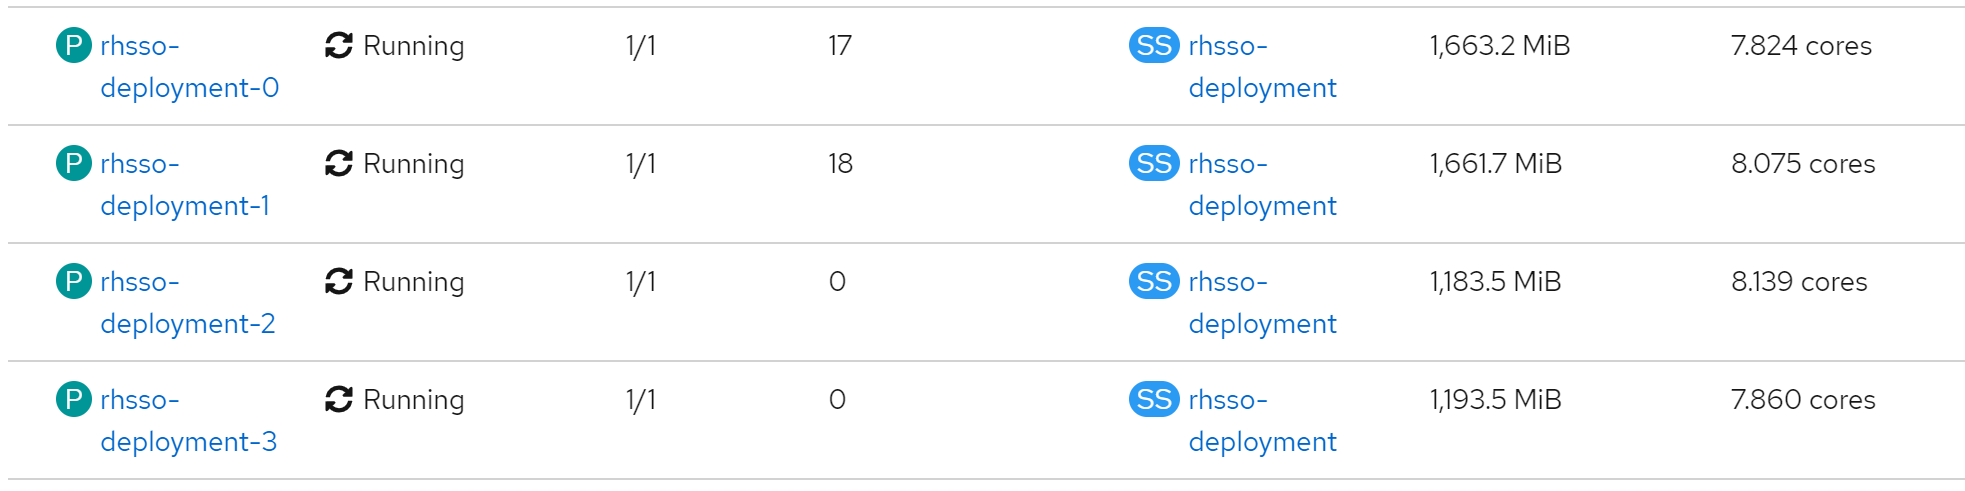 P rhsso- Running 1/1 17 SS rhsso- 1,663.2 MiB 7.824 cores
deployment-0 deployment
P rhsso- Running 1/1 18 SS rhsso- 1,661.7 MiB 8.075 cores
deployment-1 deployment
P rhsso- Running 1/1 0 SS rhsso- 1,183.5 MiB 8.139 cores
deployment-2 deployment
P rhsso- Running 1/1 0 SS rhsso- 1,193.5 MiB 7.860 cores
deployment-3 deployment